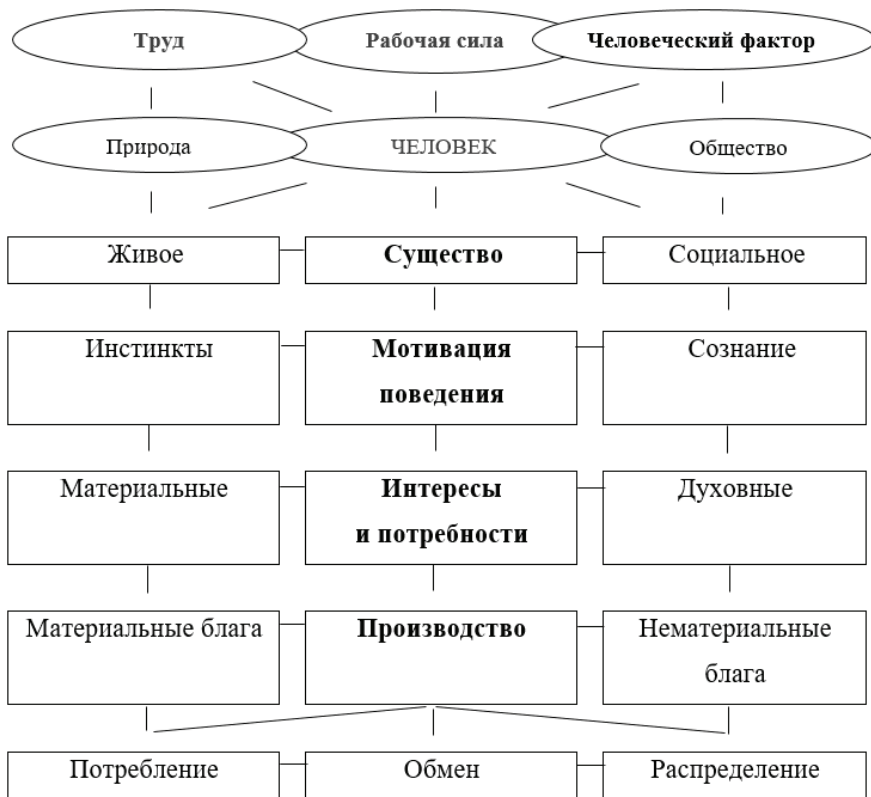 Труд Рабочая сила Человеческий фактор
Природа ЧЕЛОВЕК Общество
Живое Существо Социальное
Инстинкты Мотивация Сознание
поведения
Материальные Интересы Духовные
и потребности
Материальные блага Производство Нематериальные
блага
Потребление Обмен Распределение